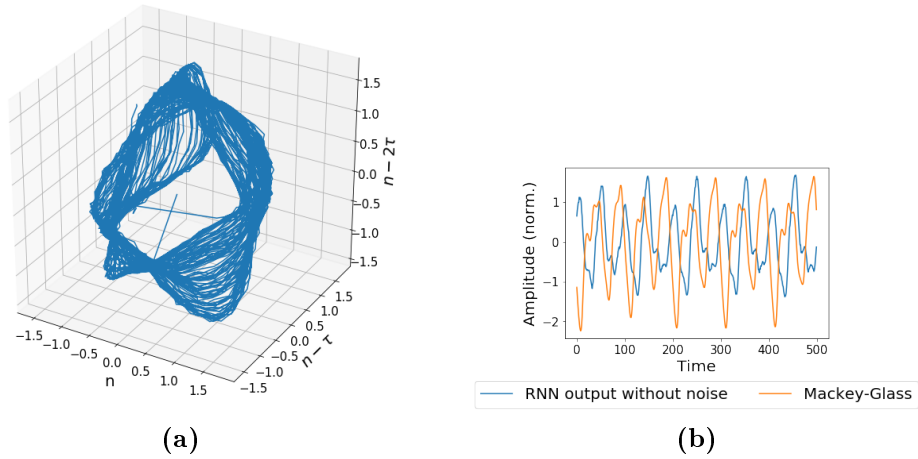 1.5
1.0
0.5
0.0
−0.5
−1.0
−1.5
n − 2τ
−1.5
−1.0
−0.5
0.0
0.5
1.0
1.5
n
−1.5
−1.0
−0.5
0.0
0.5
1.0
1.5
n − τ
(a)
1
0
−1
−2
Amplitude (norm.)
0 100 200 300 400 500
Time
RNN output without noise Mackey-Glass
(b)